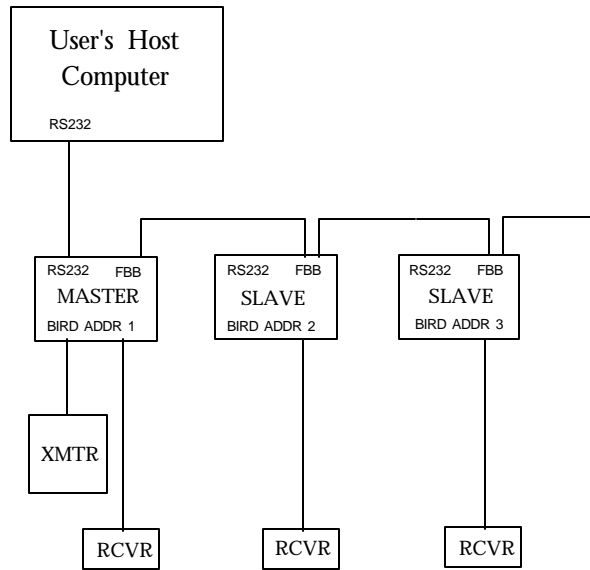 User's Host
Computer
RS232
RS232 FBB
MASTER
BIRD ADDR 1
RS232 FBB
SLAVE
BIRD ADDR 2
RS232 FBB
SLAVE
BIRD ADDR 3
XMTR
RCVR
RCVR
RCVR